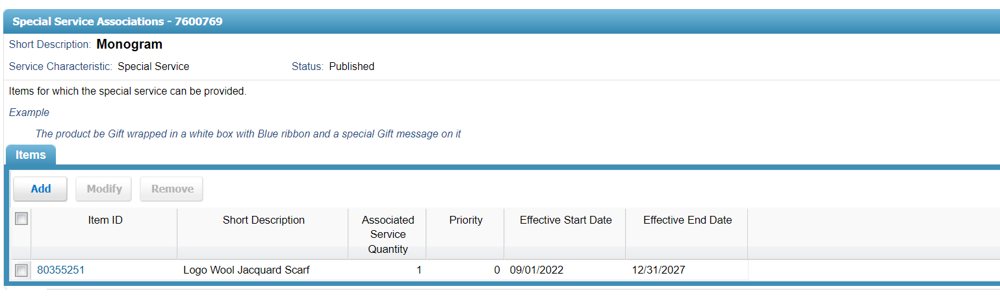 Special Service Associations - 7600769
Short Description: Monogram
Service Characteristic: Special Service Status: Published
Items for which the special service can be provided.
Example
The product be Gift wrapped in a white box with Blue ribbon and a special Gift message on it
Items
Add Modify Remove
Item ID Short Description Associated Service Quantity Priority Effective Start Date Effective End Date
80355251 Logo Wool Jacquard Scarf 1 0 09/01/2022 12/31/2027